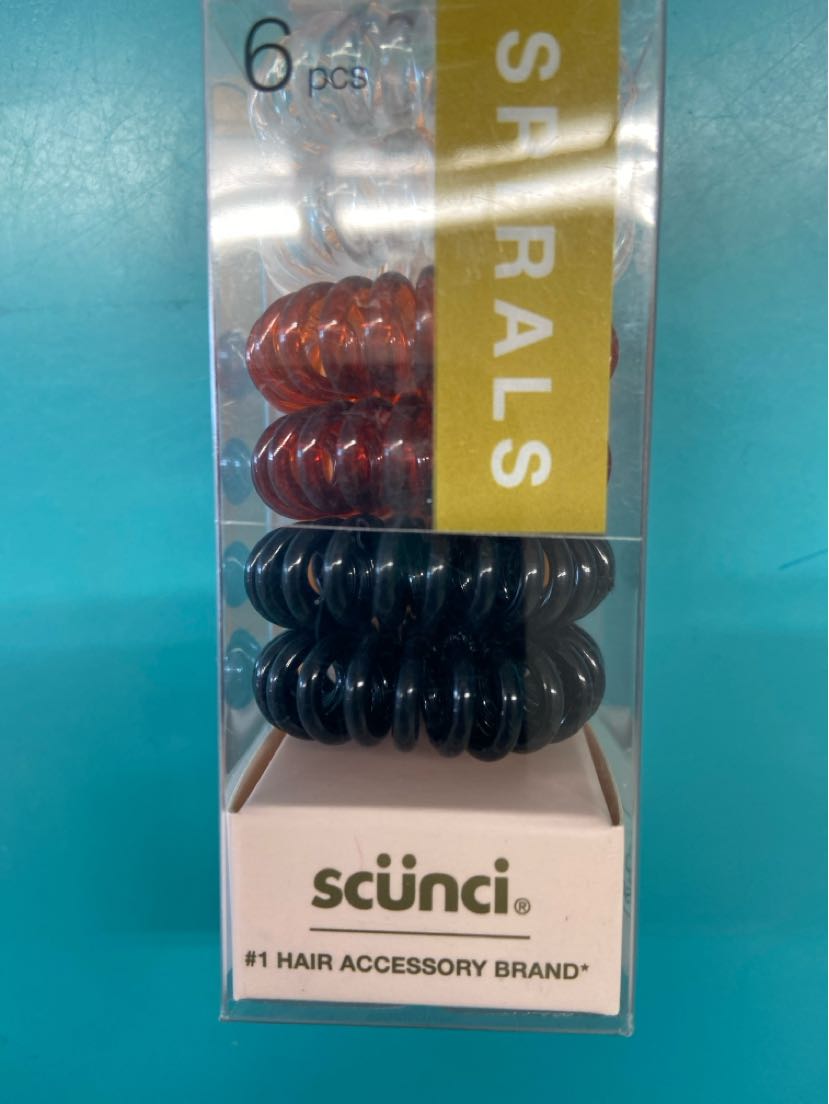 6 pcs
SPIRALS
scünci®
#1 HAIR ACCESSORY BRAND*